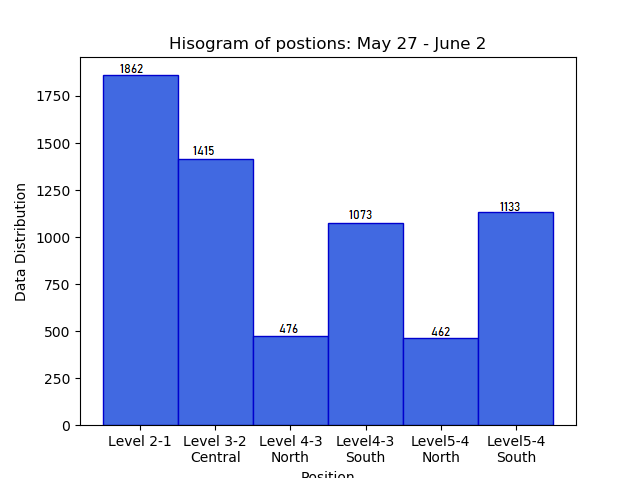 Hisogram of postions: May 27 - June 2
1862
1415
476
1073
462
1133
1750
1500
1250
1000
750
500
250
0
Data Distribution
Level 2-1
Level 3-2
Central
Level 4-3
North
Level4-3
South
Level5-4
North
Level5-4
South
Position